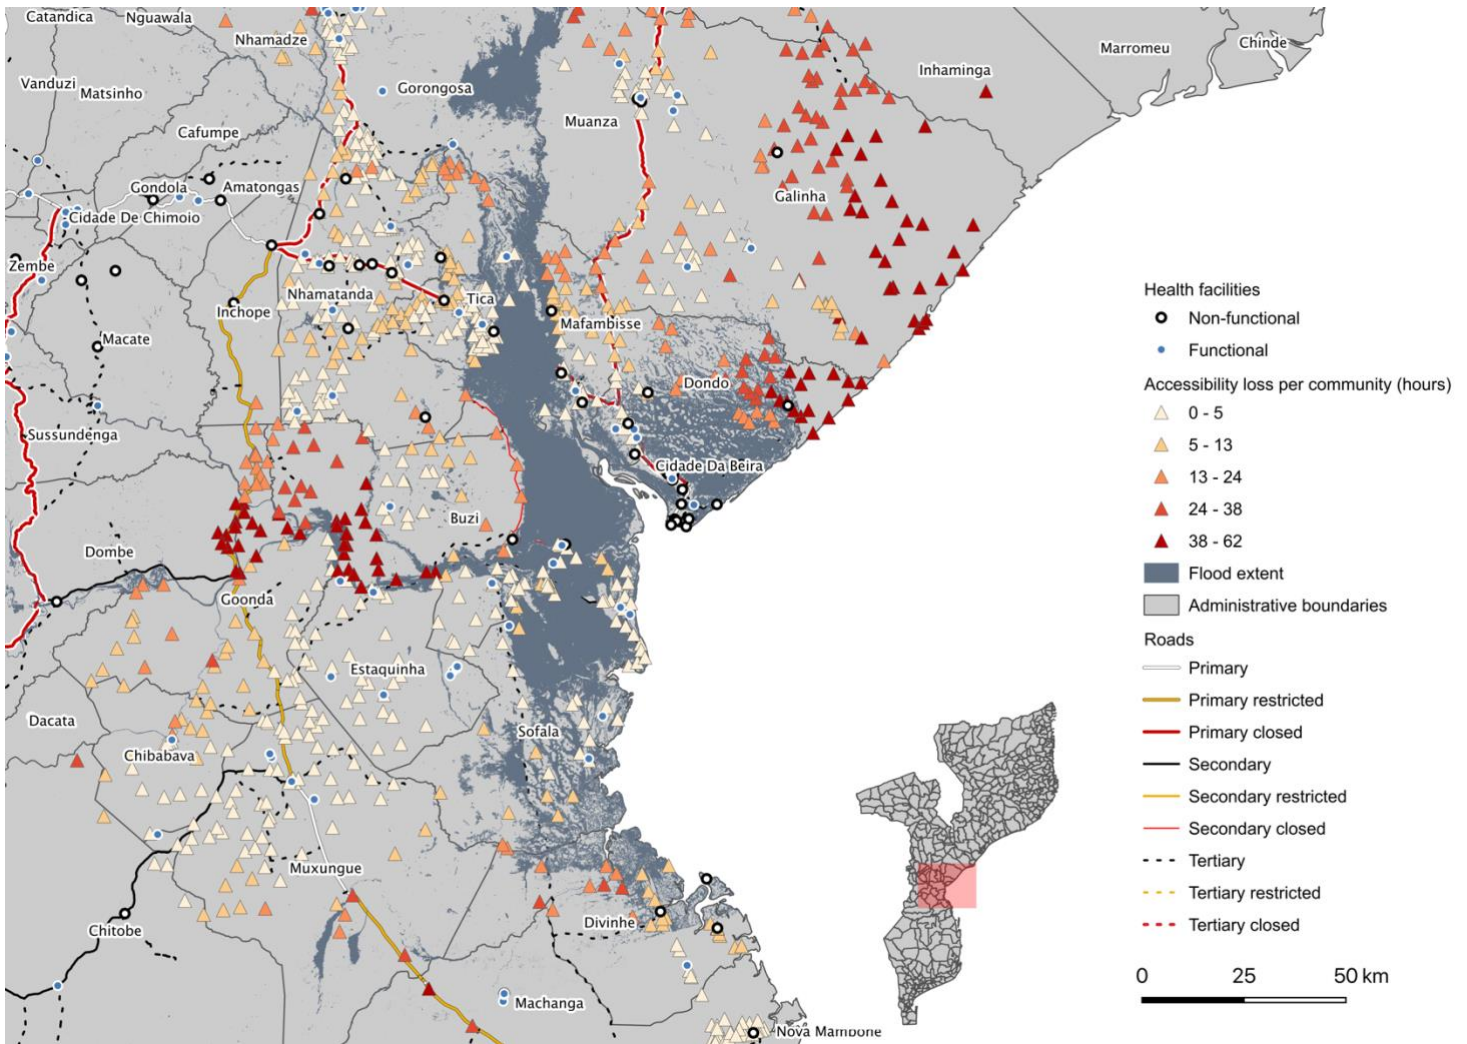 Catandica
Nguawala
Nhamadze
Marromeu
Chinde
Inhaminga
Vanduzi
Matsinho
Gorongosa
Muanza
Cafumpe
Gondola
Amatongas
Galinha
Cidade De Chimoio
Zembe
Nhamatanda
Tica
Inchope
Mafambisse
Macate
Dondo
Sussundenga
Cidade Da Beira
Buzi
Dombe
Goonda
Estaquinha
Dacata
Sofala
Chibabava
Muxungue
Divinhe
Chitobe
Machanga
Nova Mambone
Health facilities
Non-functional
Functional
Accessibility loss per community (hours)
0 - 5
5 - 13
13 - 24
24 - 38
38 - 62
Flood extent
Administrative boundaries
Roads
Primary
Primary restricted
Primary closed
Secondary
Secondary restricted
Secondary closed
Tertiary
Tertiary restricted
Tertiary closed
0 25 50 km